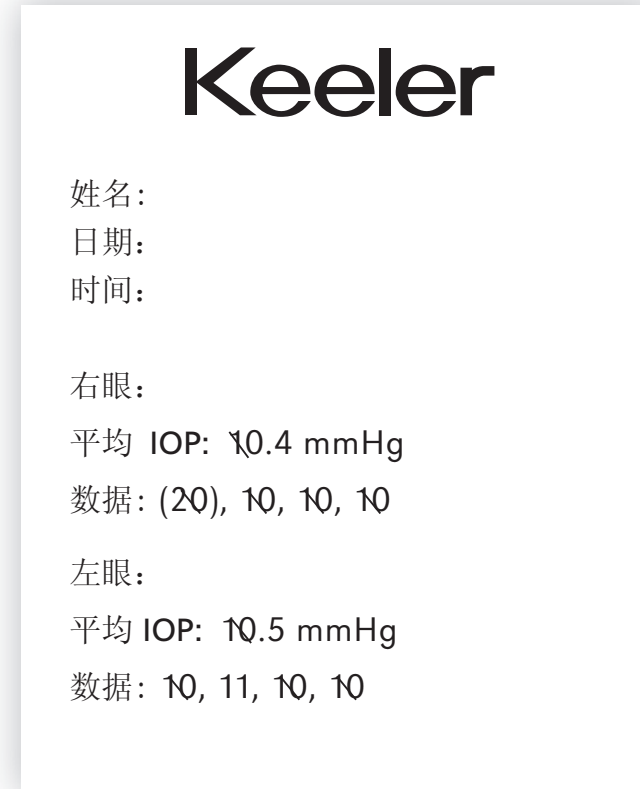 Keeler
姓名：
日期：
时间：
右眼：
平均 IOP: 10.4 mmHg
数据: (20), 10, 10, 10
左眼：
平均 IOP: 10.5 mmHg
数据: 10, 11, 10, 10